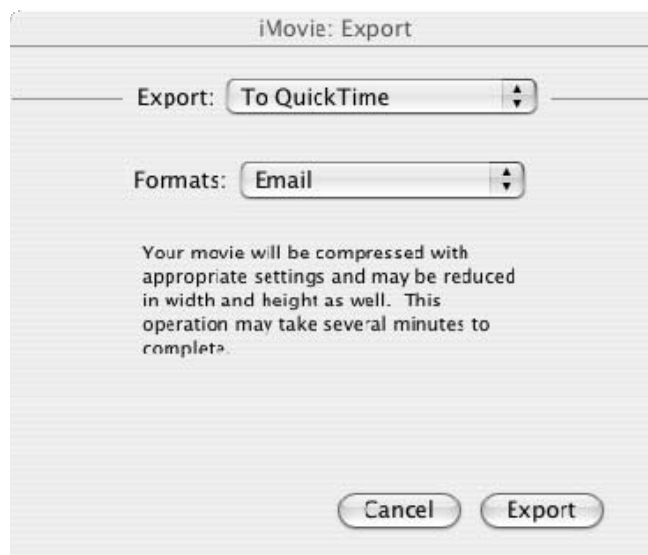 iMovie: Export
Export: To QuickTime
Formats: Email
Your movie will be compressed with
appropriate settings and may be reduced
in width and height as well. This
operation may take several minutes to
complete.
Cancel Export